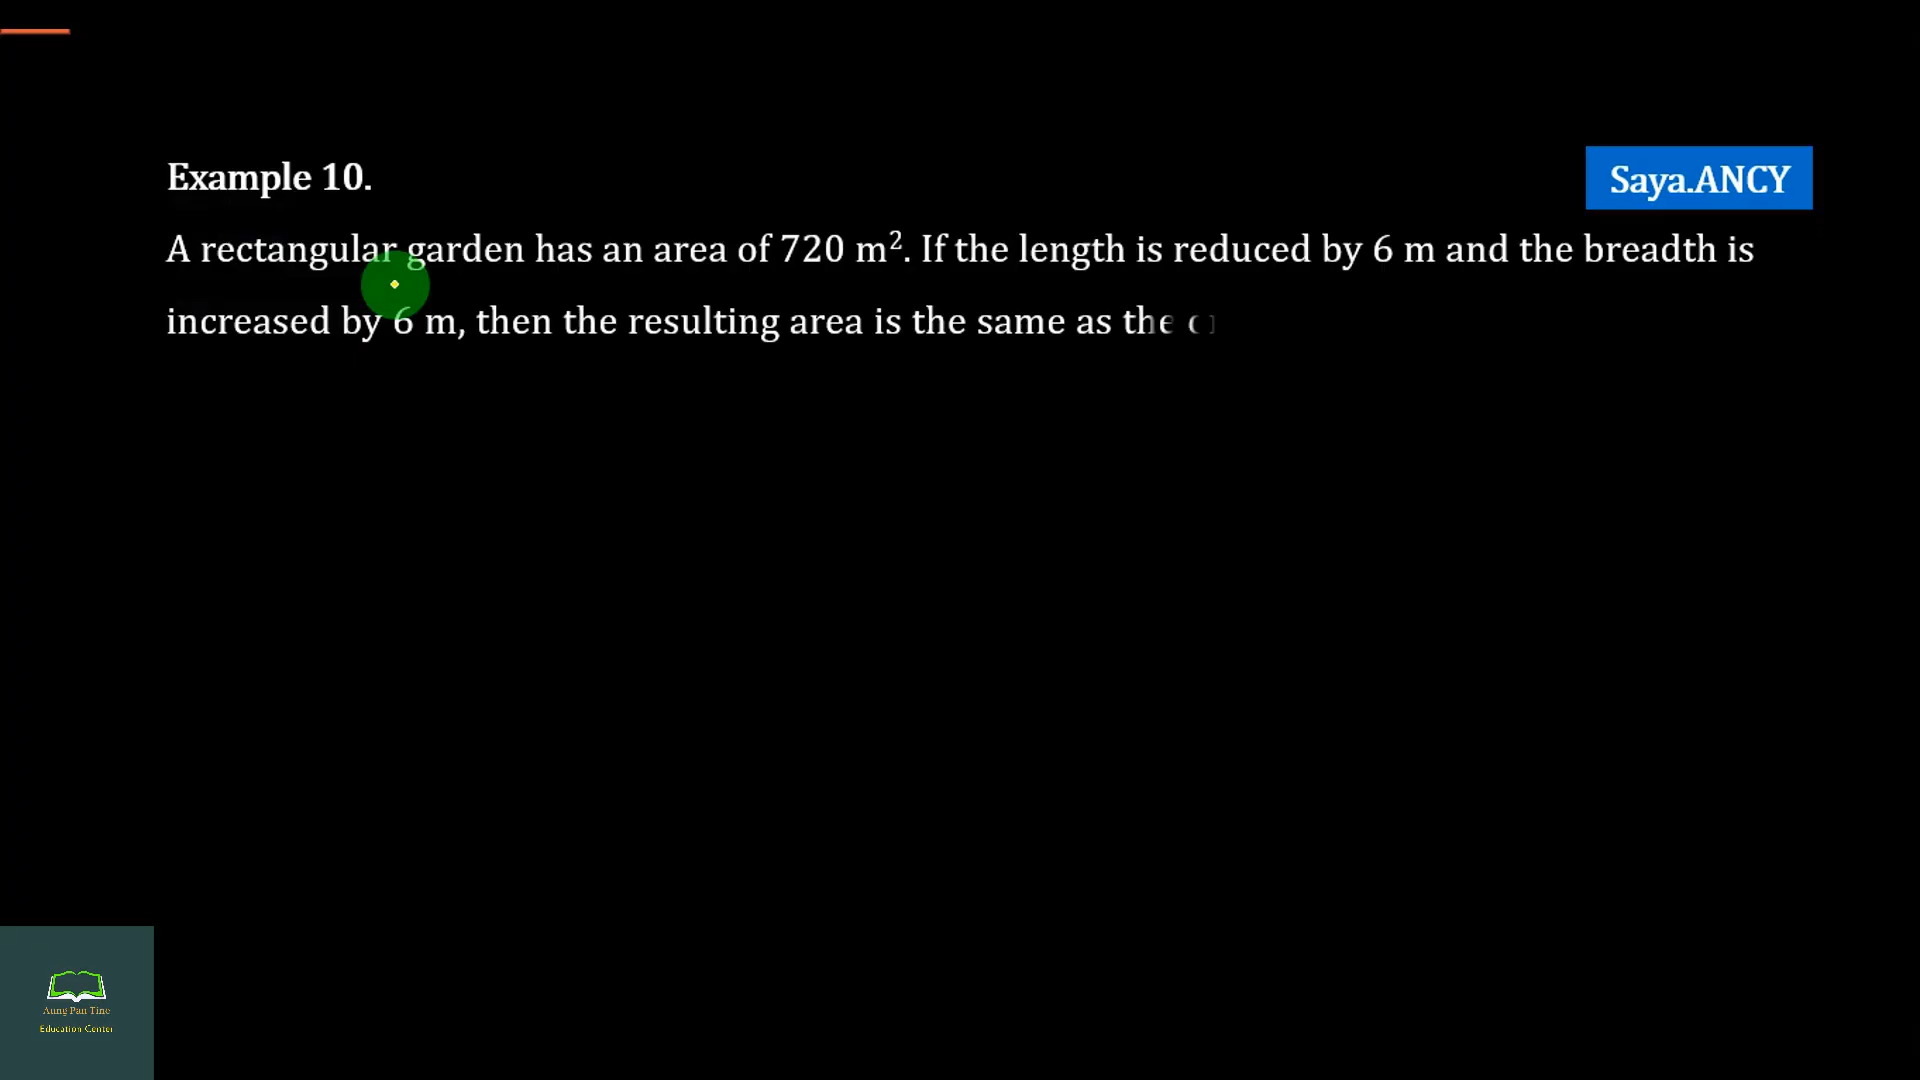 Example 10.
Saya.ANCY
A rectangular garden has an area of 720 m². If the length is reduced by 6 m and the breadth is
increased by 6 m, then the resulting area is the same as the
Aung Pan Tine
Education Center